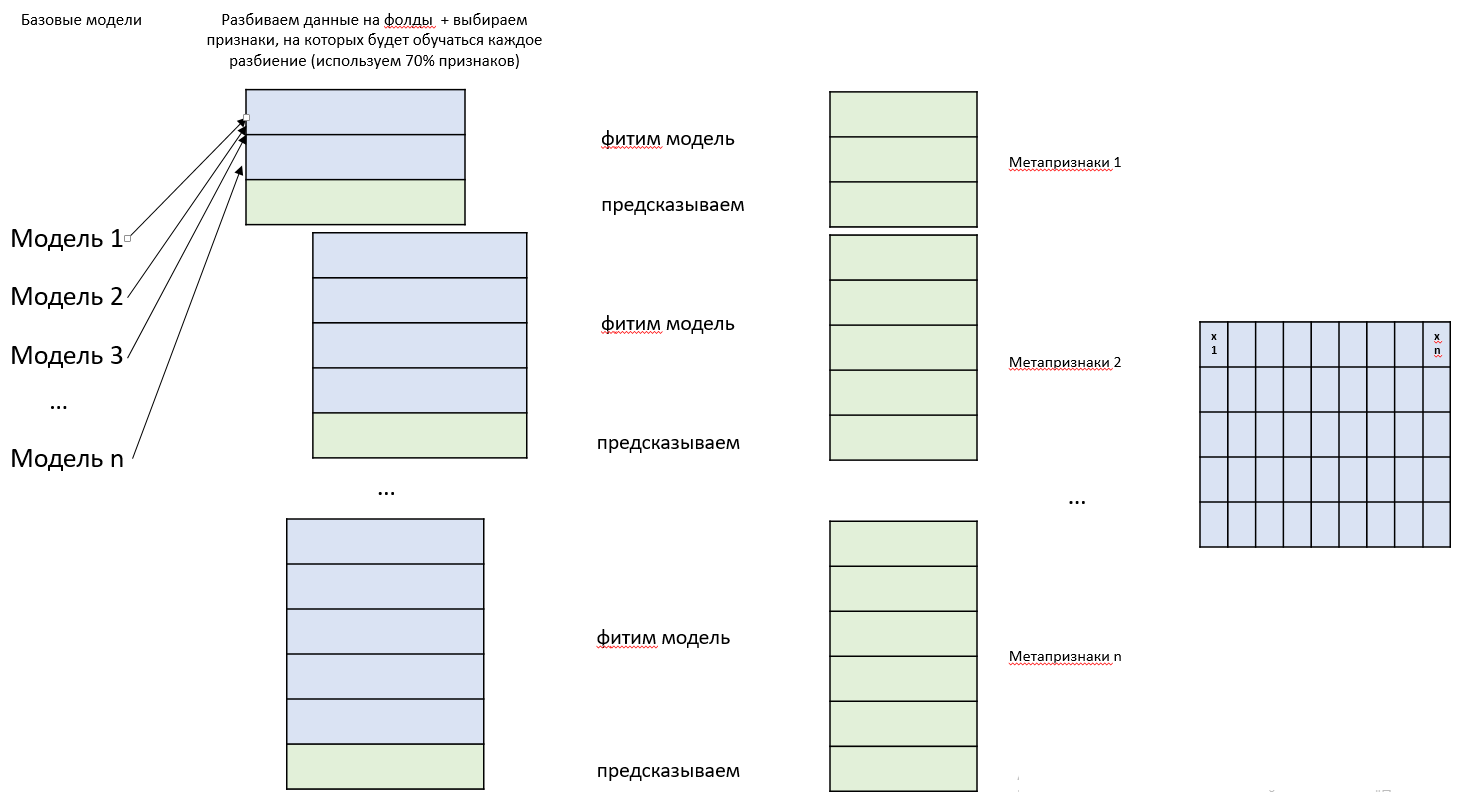 Базовые модели
Разбиваем данные на фолды + выбираем
признаки, на которых будет обучаться каждое
разбиение (используем 70% признаков)
Модель 1
Модель 2
Модель 3
...
Модель n
...
фитим модель
предсказываем
фитим модель
предсказываем
фитим модель
предсказываем
Метапризнаки 1
Метапризнаки 2
...
Метапризнаки n
x
1
x
n